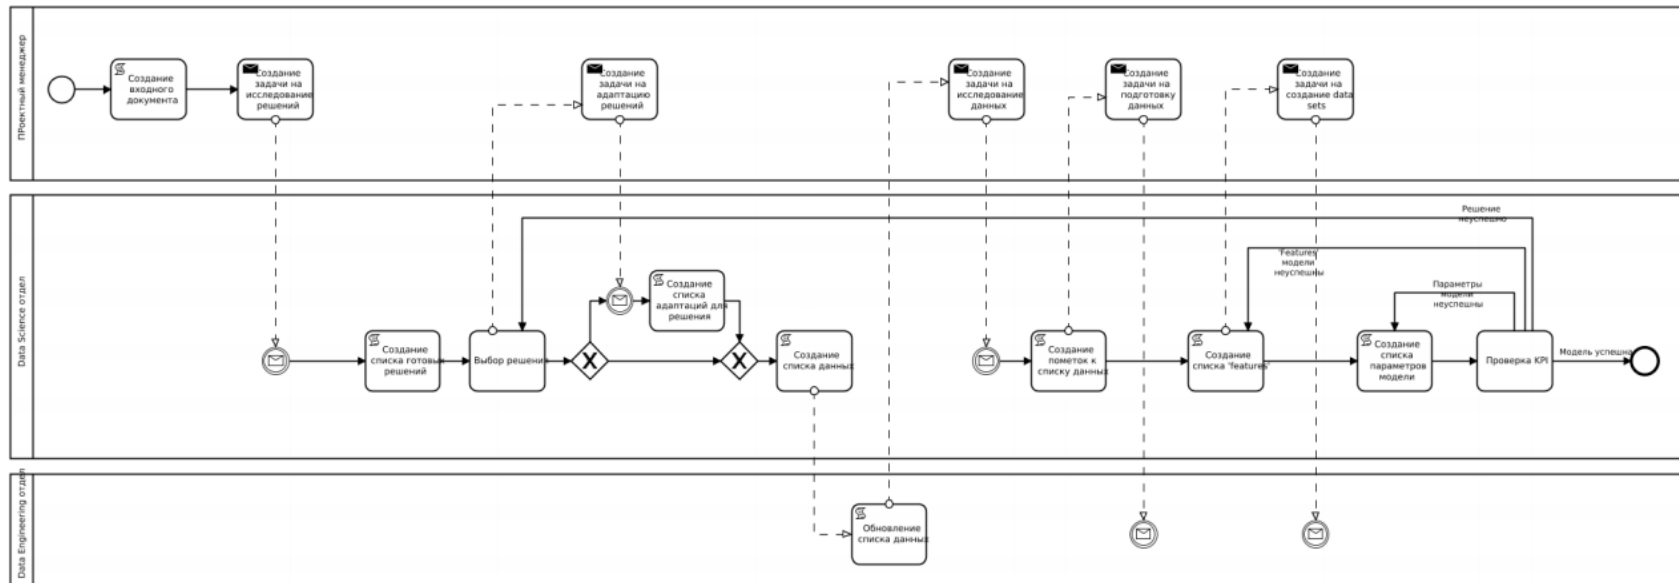 ПРоектный менеджер
Создание
входного
документа
Создание
задачи на
исследование
решений
Создание
задачи на
адаптацию
решений
Создание
задачи на
исследование
данных
Создание
задачи на
подготовку
данных
Создание
задачи на
создание data
sets
Data Science отдел
Решение
неуспешно
'Features'
модели
неуспешны
Параметры
модели
неуспешны
Создание
списка
адаптаций для
решения
Создание
списка готовых
решений
Выбор решения
Создание
списка данных
Создание
пометок к
списку данных
Создание
списка 'features'
Создание
списка
параметров
модели
Проверка KPI
Модель успешна
Data Engineering отдел
Обновление
списка данных